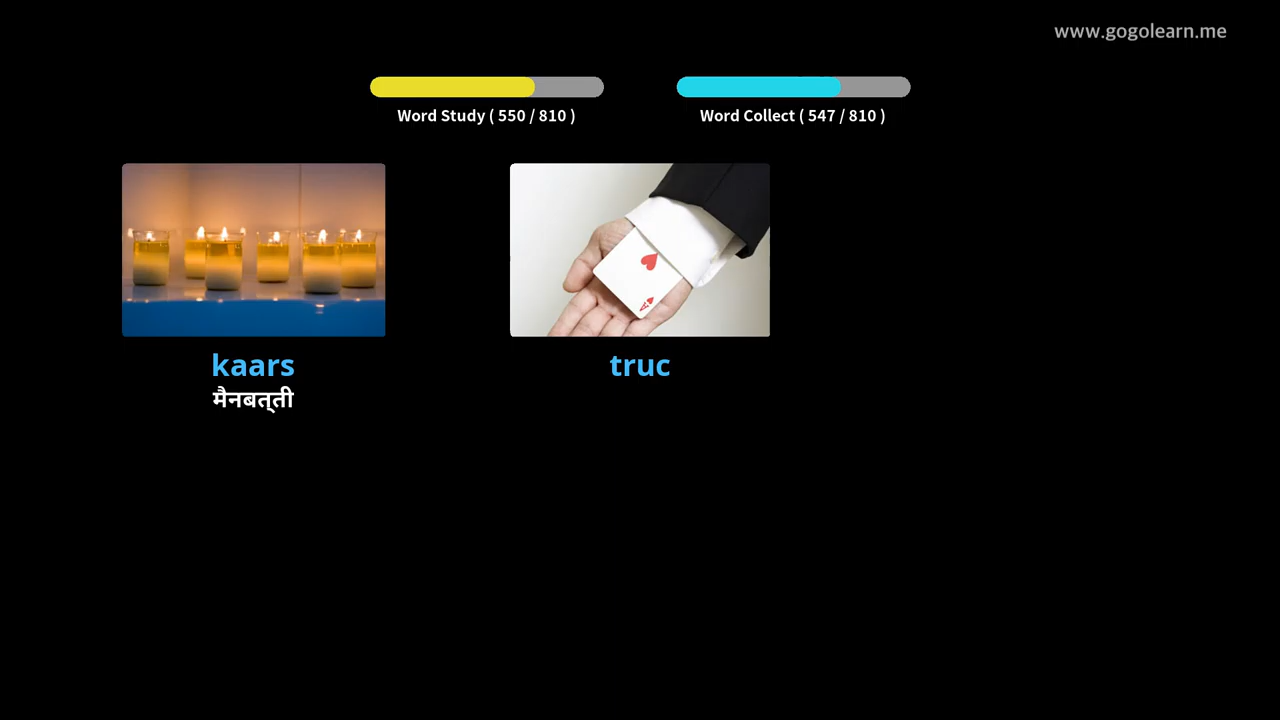 www.gogolearn.me
Word Study ( 550 / 810 )
Word Collect ( 547 / 810 )
kaars
मैनबत्ती
truc